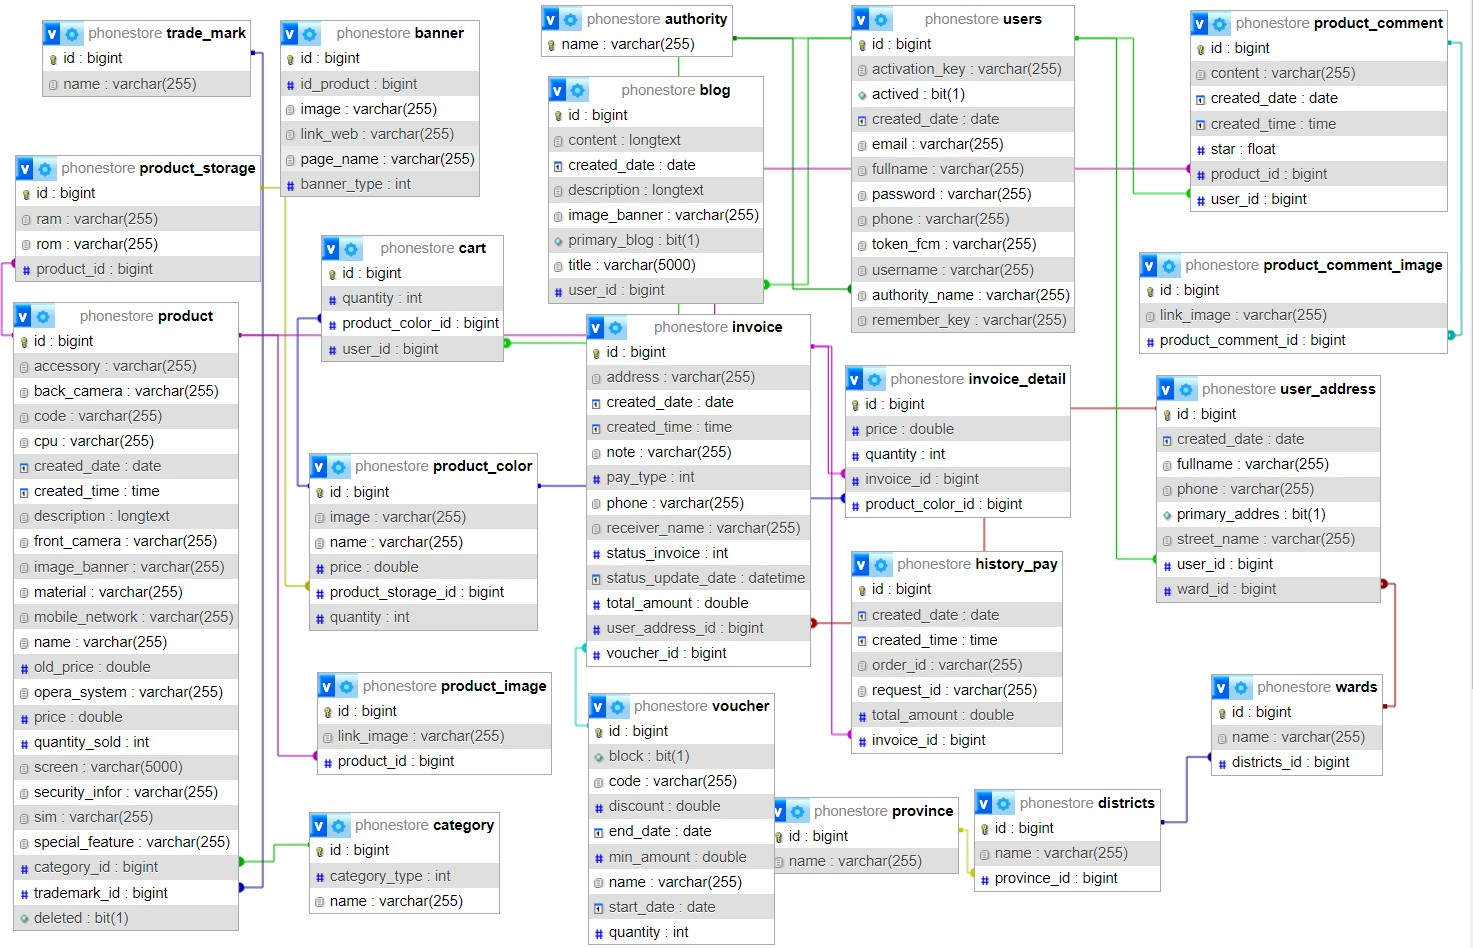 phonestore trade_mark
id : bigint
name : varchar(255)
phonestore banner
id : bigint
id_product : bigint
image : varchar(255)
link_web : varchar(255)
page_name : varchar(255)
banner_type : int
phonestore authority
name : varchar(255)
phonestore users
id : bigint
activation_key : varchar(255)
actived : bit(1)
created_date : date
email : varchar(255)
fullname : varchar(255)
password : varchar(255)
phone : varchar(255)
token_fcm : varchar(255)
username : varchar(255)
authority_name : varchar(255)
remember_key : varchar(255)
phonestore product_comment
id : bigint
content : varchar(255)
created_date : date
created_time : time
star : float
product_id : bigint
user_id : bigint
phonestore blog
id : bigint
content : longtext
created_date : date
description : longtext
image_banner : varchar(255)
primary_blog : bit(1)
title : varchar(5000)
user_id : bigint
phonestore product_storage
id : bigint
ram : varchar(255)
rom : varchar(255)
product_id : bigint
phonestore cart
id : bigint
quantity : int
product_color_id : bigint
user_id : bigint
phonestore product_comment_image
id : bigint
link_image : varchar(255)
product_comment_id : bigint
phonestore product
id : bigint
accessory : varchar(255)
back_camera : varchar(255)
code : varchar(255)
cpu : varchar(255)
created_date : date
created_time : time
description : longtext
front_camera : varchar(255)
image_banner : varchar(255)
material : varchar(255)
mobile_network : varchar(255)
name : varchar(255)
old_price : double
opera_system : varchar(255)
price : double
quantity_sold : int
screen : varchar(5000)
security_infor : varchar(255)
sim : varchar(255)
special_feature : varchar(255)
category_id : bigint
trademark_id : bigint
deleted : bit(1)
phonestore invoice
id : bigint
address : varchar(255)
created_date : date
created_time : time
note : varchar(255)
pay_type : int
phone : varchar(255)
receiver_name : varchar(255)
status_invoice : int
status_update_date : datetime
total_amount : double
user_address_id : bigint
voucher_id : bigint
phonestore invoice_detail
id : bigint
price : double
quantity : int
invoice_id : bigint
product_color_id : bigint
phonestore user_address
id : bigint
created_date : date
fullname : varchar(255)
phone : varchar(255)
primary_addres : bit(1)
street_name : varchar(255)
user_id : bigint
ward_id : bigint
phonestore product_color
id : bigint
image : varchar(255)
name : varchar(255)
price : double
product_storage_id : bigint
quantity : int
phonestore history_pay
id : bigint
created_date : date
created_time : time
order_id : varchar(255)
request_id : varchar(255)
total_amount : double
invoice_id : bigint
phonestore product_image
id : bigint
link_image : varchar(255)
product_id : bigint
phonestore wards
id : bigint
name : varchar(255)
districts_id : bigint
phonestore voucher
id : bigint
block : bit(1)
code : varchar(255)
discount : double
end_date : date
min_amount : double
name : varchar(255)
start_date : date
quantity : int
phonestore province
id : bigint
name : varchar(255)
phonestore districts
id : bigint
name : varchar(255)
province_id : bigint
phonestore category
id : bigint
category_type : int
name : varchar(255)